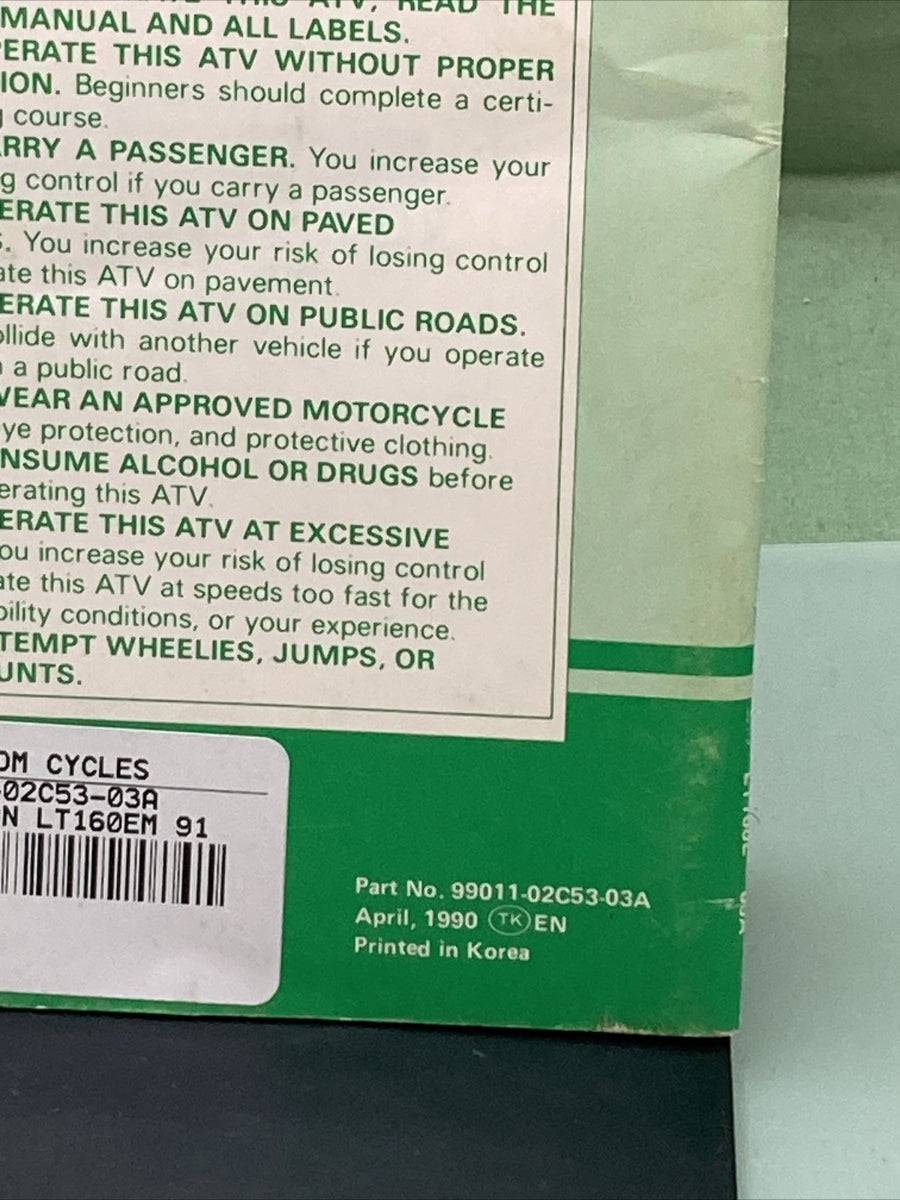 THIS ATV, READ THE
MANUAL AND ALL LABELS.
ERATE THIS ATV WITHOUT PROPER
ION. Beginners should complete a certi-
course.
RRY A PASSENGER. You increase your
g control if you carry a passenger.
ERATE THIS ATV ON PAVED
. You increase your risk of losing control
ate this ATV on pavement.
ERATE THIS ATV ON PUBLIC ROADS.
ollide with another vehicle if you operate
a public road.
EAR AN APPROVED MOTORCYCLE
ye protection, and protective clothing.
NSUME ALCOHOL OR DRUGS before
erating this ATV.
ERATE THIS ATV AT EXCESSIVE
ou increase your risk of losing control
ate this ATV at speeds too fast for the
bility conditions, or your experience.
TEMPT WHEELIES, JUMPS, OR
UNTS.
OM CYCLES
-02C53-03A
N LT160EM 91
Part No. 99011-02C53-03A
April, 1990 TK EN
Printed in Korea